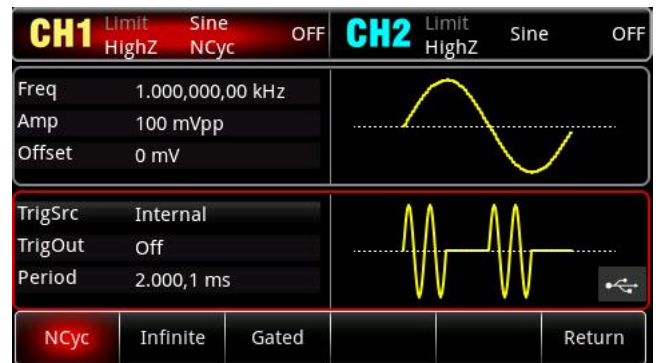 CH1 Limit Sine OFF CH2 Limit Sine OFF
HighZ NCyc HighZ
Freq 1.000,000,00 kHz
Amp 100 mVpp
Offset 0 mV
TrigSrc Internal
TrigOut Off
Period 2.000,1 ms
NCyc Infinite Gated Return